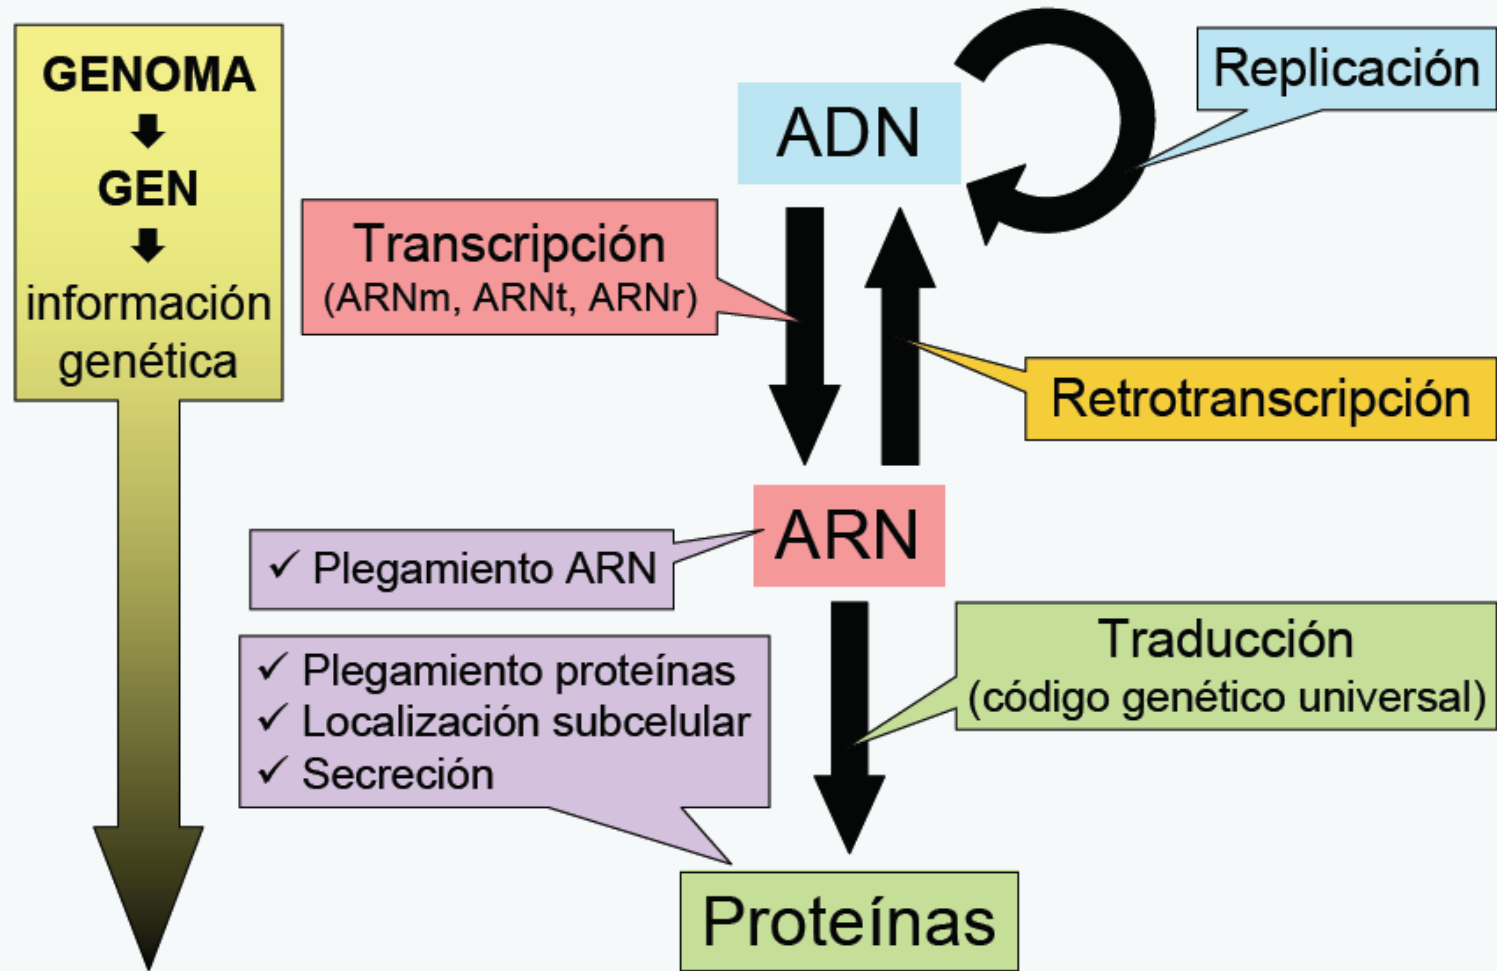 GENOMA
GEN
información
genética
ADN
Replicación
Transcripción
(ARNm, ARNt, ARNr)
Retrotranscripción
ARN
✓ Plegamiento ARN
Traducción
(código genético universal)
✓ Plegamiento proteínas
✓ Localización subcelular
✓ Secreción
Proteínas